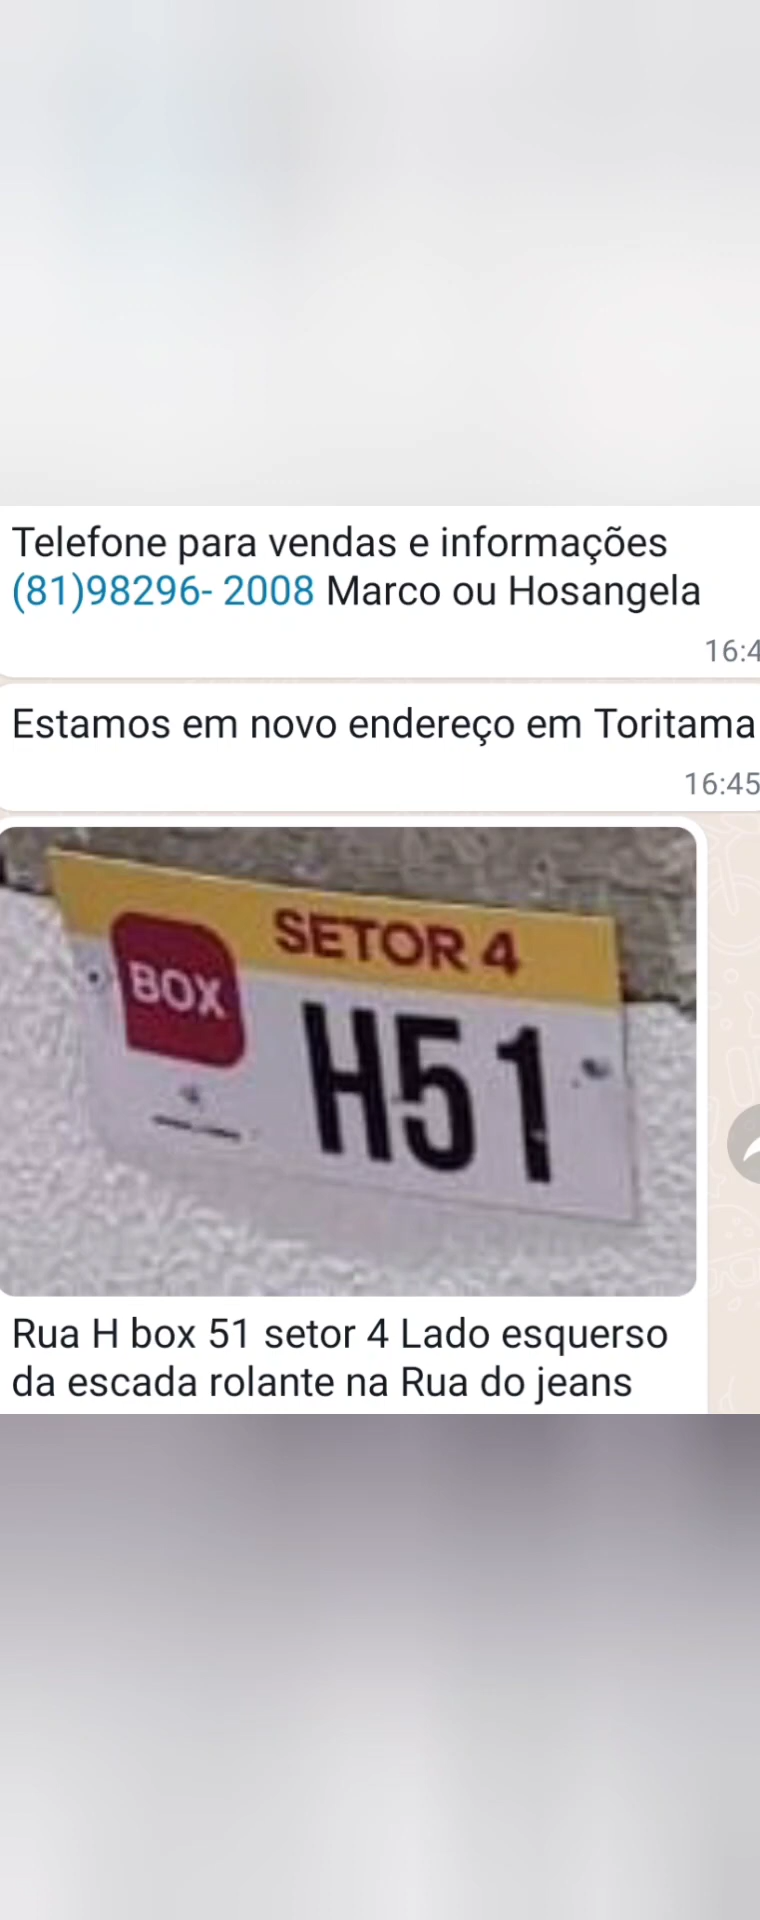 Telefone para vendas e informações
(81)98296- 2008 Marco ou Hosangela
16:4
Estamos em novo endereço em Toritama
16:45
SETOR 4
BOX
H51
Rua H box 51 setor 4 Lado esquerso
da escada rolante na Rua do jeans